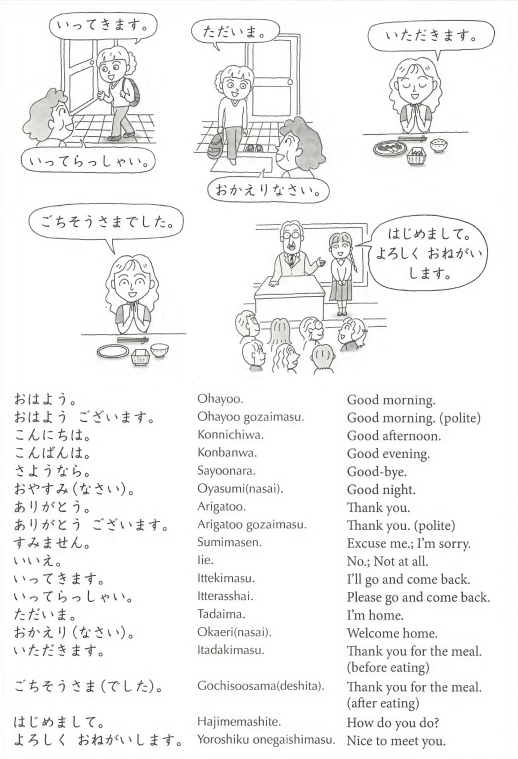 いってきます。
いってらっしゃい。
ただいま。
おかえりなさい。
いただきます。
ごちそうさまでした。
はじめまして。
よろしく おねがい
します。
おはよう。 Ohayoo. Good morning.
おはよう ございます。 Ohayoo gozaimasu. Good morning. (polite)
こんにちは。 Konnichiwa. Good afternoon.
こんばんは。 Konbanwa. Good evening.
さようなら。 Sayoonara. Good-bye.
おやすみ(なさい)。 Oyasumi(nasai). Good night.
ありがとう。 Arigatoo. Thank you.
ありがとう ございます。 Arigatoo gozaimasu. Thank you. (polite)
すみません。 Sumimasen. Excuse me.; I'm sorry.
いいえ。 Iie. No.; Not at all.
いってきます。 Ittekimasu. I'll go and come back.
いってらっしゃい。 Itterasshai. Please go and come back.
ただいま。 Tadaima. I'm home.
おかえり(なさい)。 Okaeri(nasai). Welcome home.
いただきます。 Itadakimasu. Thank you for the meal.
(before eating)
ごちそうさま(でした)。 Gochisoosama(deshita). Thank you for the meal.
(after eating)
はじめまして。 Hajimemashite. How do you do?
よろしく おねがいします。 Yoroshiku onegaishimasu. Nice to meet you.